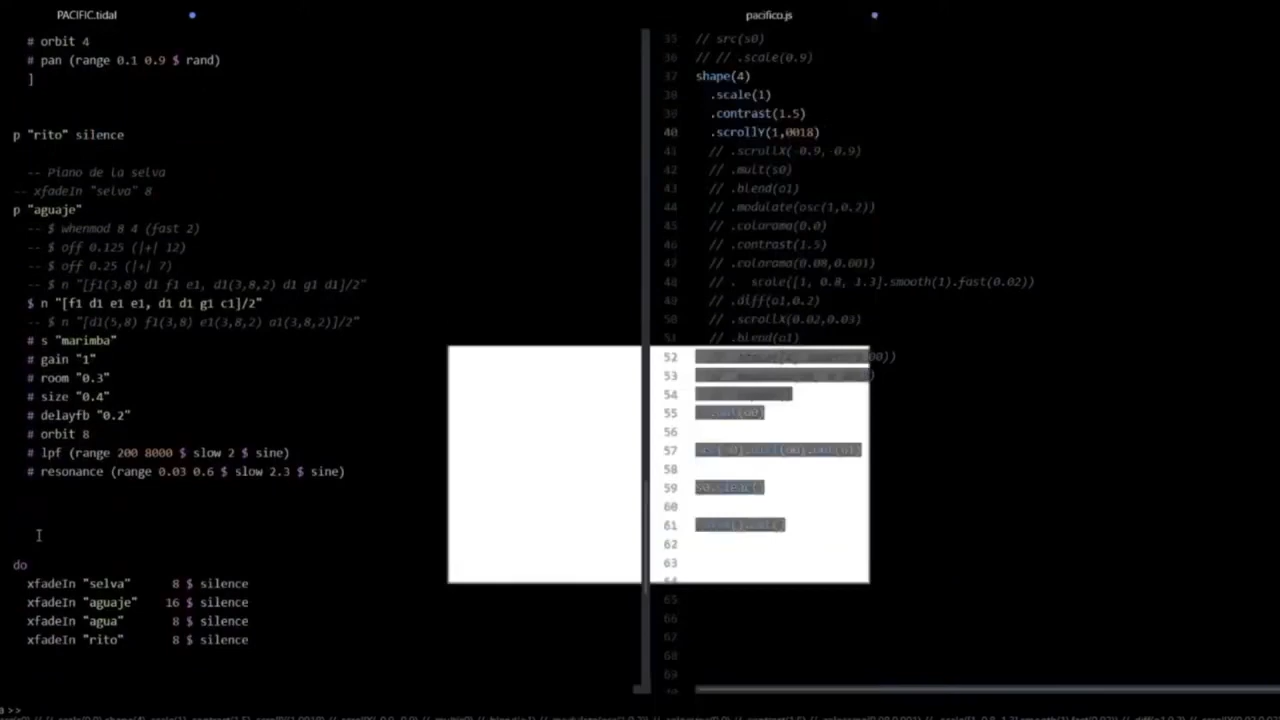 PACIFIC.tidal
# orbit 4
# pan (range 0.1 0.9 $ rand)
]
p "rito" silence
-- Piano de la selva
-- xfadeIn "selva" 8
p "aguaje"
-- $ whenmod 8 4 (fast 2)
-- $ off 0.125 (|+| 12)
-- $ off 0.25 (|+| 7)
-- $ n "[f1(3,8) d1 f1 e1, d1(3,8,2) d1 g1 d1]/2"
$ n "[f1 d1 e1 e1, d1 d1 g1 c1]/2"
-- $ n "[d1(5,8) f1(3,8) e1(3,8,2) a1(3,8,2)]/2"
# s "marimba"
# gain "1"
# room "0.3"
# size "0.4"
# delayfb "0.2"
# orbit 8
# lpf (range 200 8000 $ slow 2 $ sine)
# resonance (range 0.03 0.6 $ slow 2.3 $ sine)
do
xfadeIn "selva" 8 $ silence
xfadeIn "aguaje" 16 $ silence
xfadeIn "agua" 8 $ silence
xfadeIn "rito" 8 $ silence
pacifico.js
35 // src(s0)
36 // // .scale(0.9)
37 shape(4)
38 .scale(1)
39 .contrast(1.5)
40 .scrollY(1,0018)
41 // .scrollX(-0.9,-0.9)
42 // .mult(s0)
43 // .blend(o1)
44 // .modulate(osc(1,0.2))
45 // .colorama(0.0)
46 // .contrast(1.5)
47 // .colorama(0.08,0.001)
48 // . scale([1, 0.8, 1.3].smooth(1).fast(0.02))
49 // .diff(o1,0.2)
50 // .scrollX(0.02,0.03)
51 // .blend(o1)
52
53
54
55 .out(o0)
56
57
58
59 s0.clear()
60
61
62
63
64
65
66
67
68
69